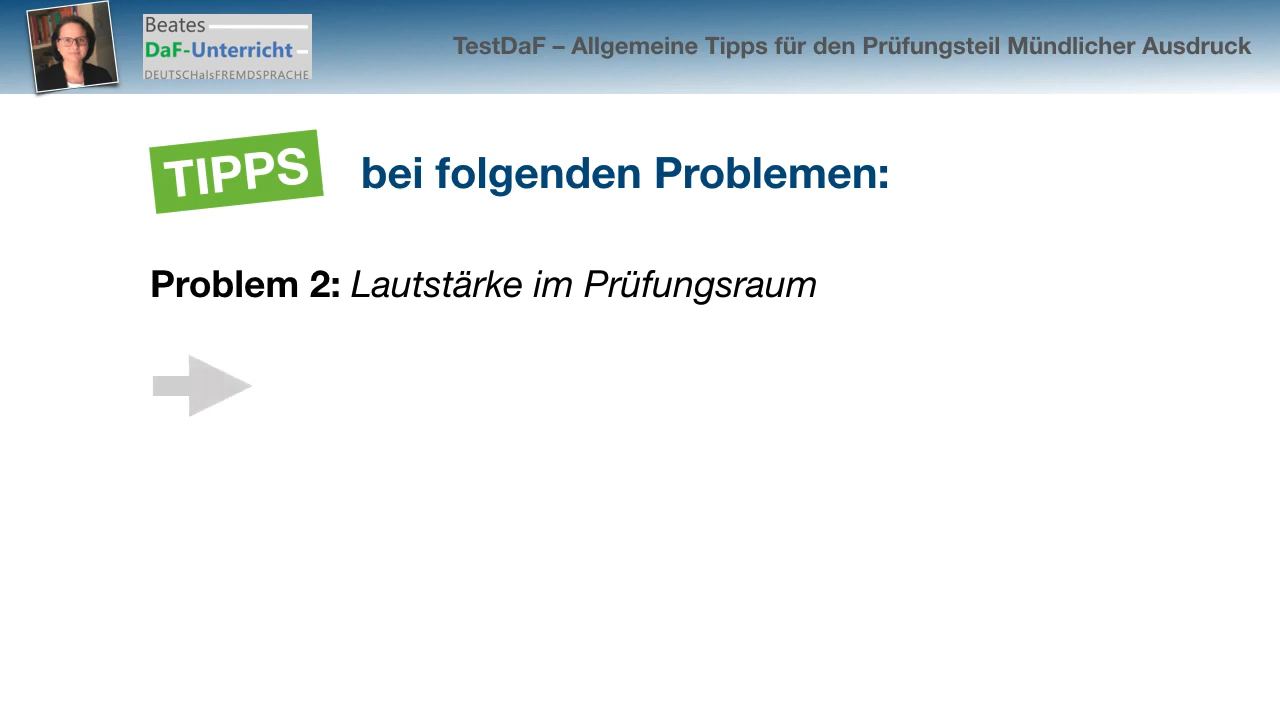 Beates
DaF-Unterricht
DEUTSCHalsFREMDSPRACHE
TestDaF – Allgemeine Tipps für den Prüfungsteil Mündlicher Ausdruck
TIPPS bei folgenden Problemen:
Problem 2: Lautstärke im Prüfungsraum